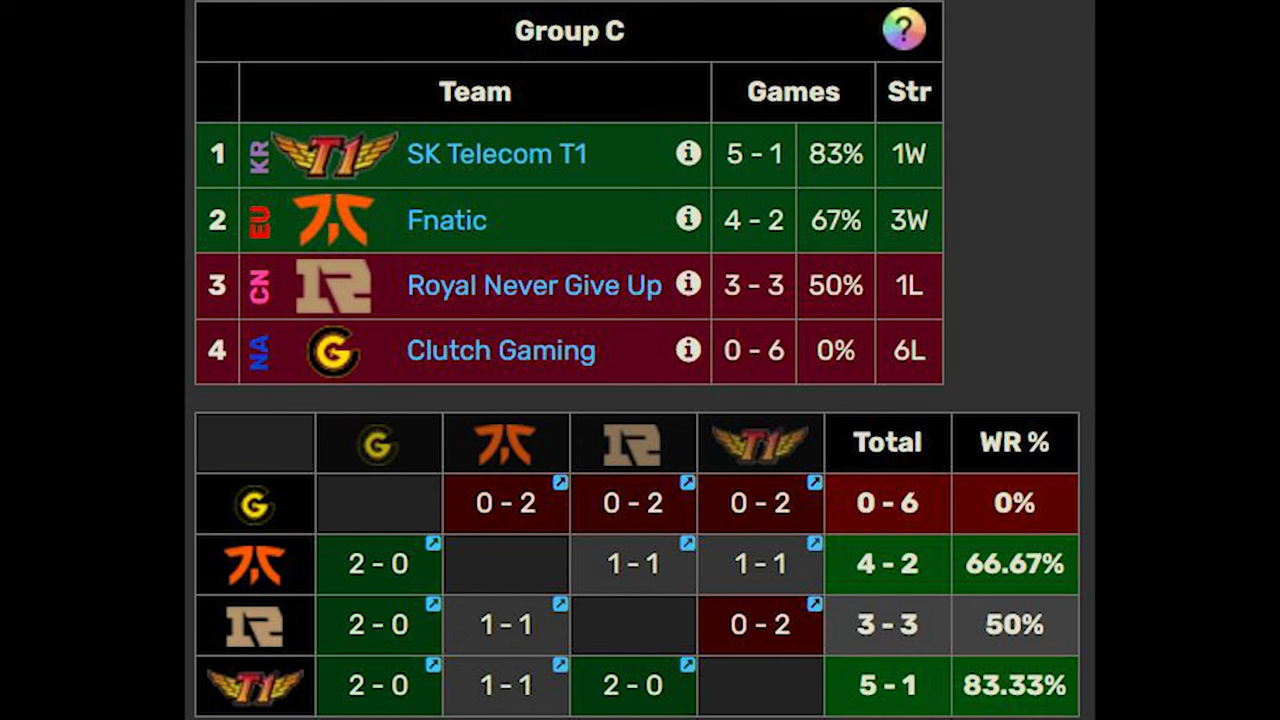 Group C ?
Team Games Str
1 KR T1 SK Telecom T1 i 5 - 1 83% 1W
2 EU Fnatic i 4 - 2 67% 3W
3 CN R Royal Never Give Up i 3 - 3 50% 1L
4 NA G Clutch Gaming i 0 - 6 0% 6L
G R T1 Total WR %
G 0 - 2 0 - 2 0 - 2 0 - 6 0%
2 - 0 1 - 1 1 - 1 4 - 2 66.67%
R 2 - 0 1 - 1 0 - 2 3 - 3 50%
T1 2 - 0 1 - 1 2 - 0 5 - 1 83.33%